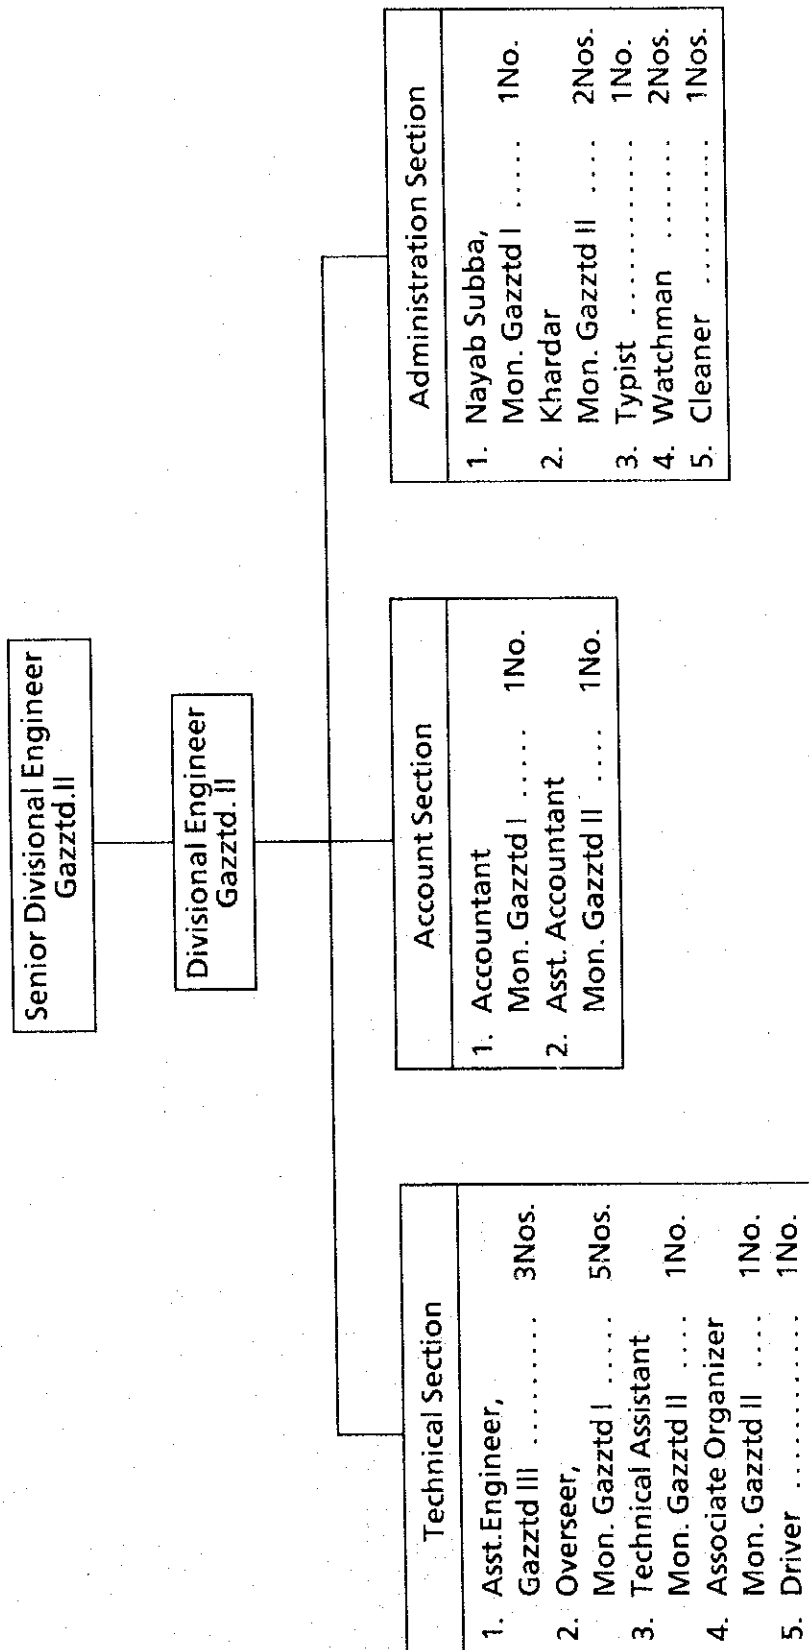 Senior Divisional Engineer
Gazztd.II
Divisional Engineer
Gazztd. II
Technical Section
1. Asst.Engineer,
Gazztd III .......... 3Nos.
2. Overseer,
Mon. Gazztd I ..... 5Nos.
3. Technical Assistant
Mon. Gazztd II .... 1No.
4. Associate Organizer
Mon. Gazztd II .... 1No.
5. Driver ............ 1No.
Account Section
1. Accountant
Mon. Gazztd I ..... 1No.
2. Asst. Accountant
Mon. Gazztd II .... 1No.
Administration Section
1. Nayab Subba,
Mon. Gazztd I ..... 1No.
2. Khardar
Mon. Gazztd II .... 2Nos.
3. Typist ............ 1No.
4. Watchman ....... 2Nos.
5. Cleaner ........... 1Nos.